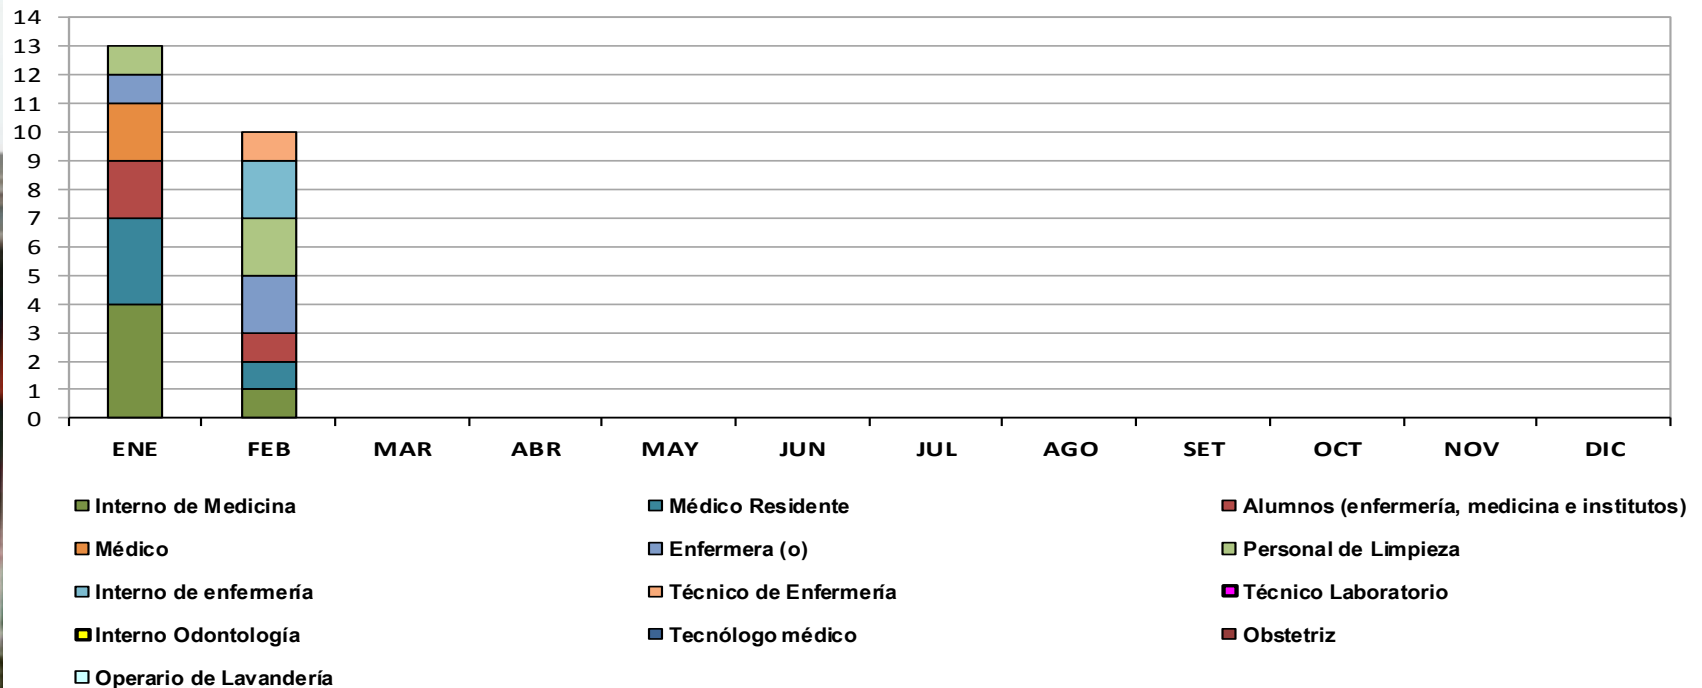 14
13
12
11
10
9
8
7
6
5
4
3
2
1
0
ENE FEB MAR ABR MAY JUN JUL AGO SET OCT NOV DIC
Interno de Medicina Médico Residente Alumnos (enfermería, medicina e institutos)
Médico Enfermera (o) Personal de Limpieza
Interno de enfermería Técnico de Enfermería Técnico Laboratorio
Interno Odontología Tecnólogo médico Obstetriz
Operario de Lavandería